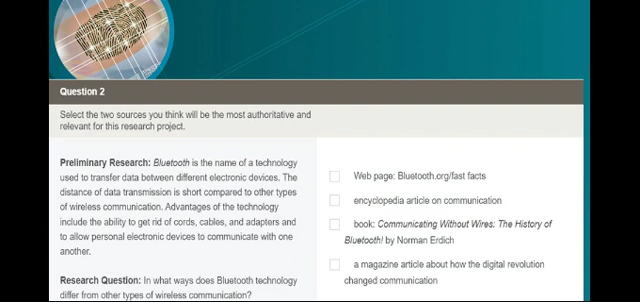 Question 2
Select the two sources you think will be the most authoritative and
relevant for this research project.
Preliminary Research: Bluetooth is the name of a technology
used to transfer data between different electronic devices. The
distance of data transmission is short compared to other types
of wireless communication. Advantages of the technology
include the ability to get rid of cords, cables, and adapters and
to allow personal electronic devices to communicate with one
another.
Research Question: In what ways does Bluetooth technology
differ from other types of wireless communication?
Web page: Bluetooth.org/fast facts
encyclopedia article on communication
book: Communicating Without Wires: The History of
Bluetooth! by Norman Erdich
a magazine article about how the digital revolution
changed communication